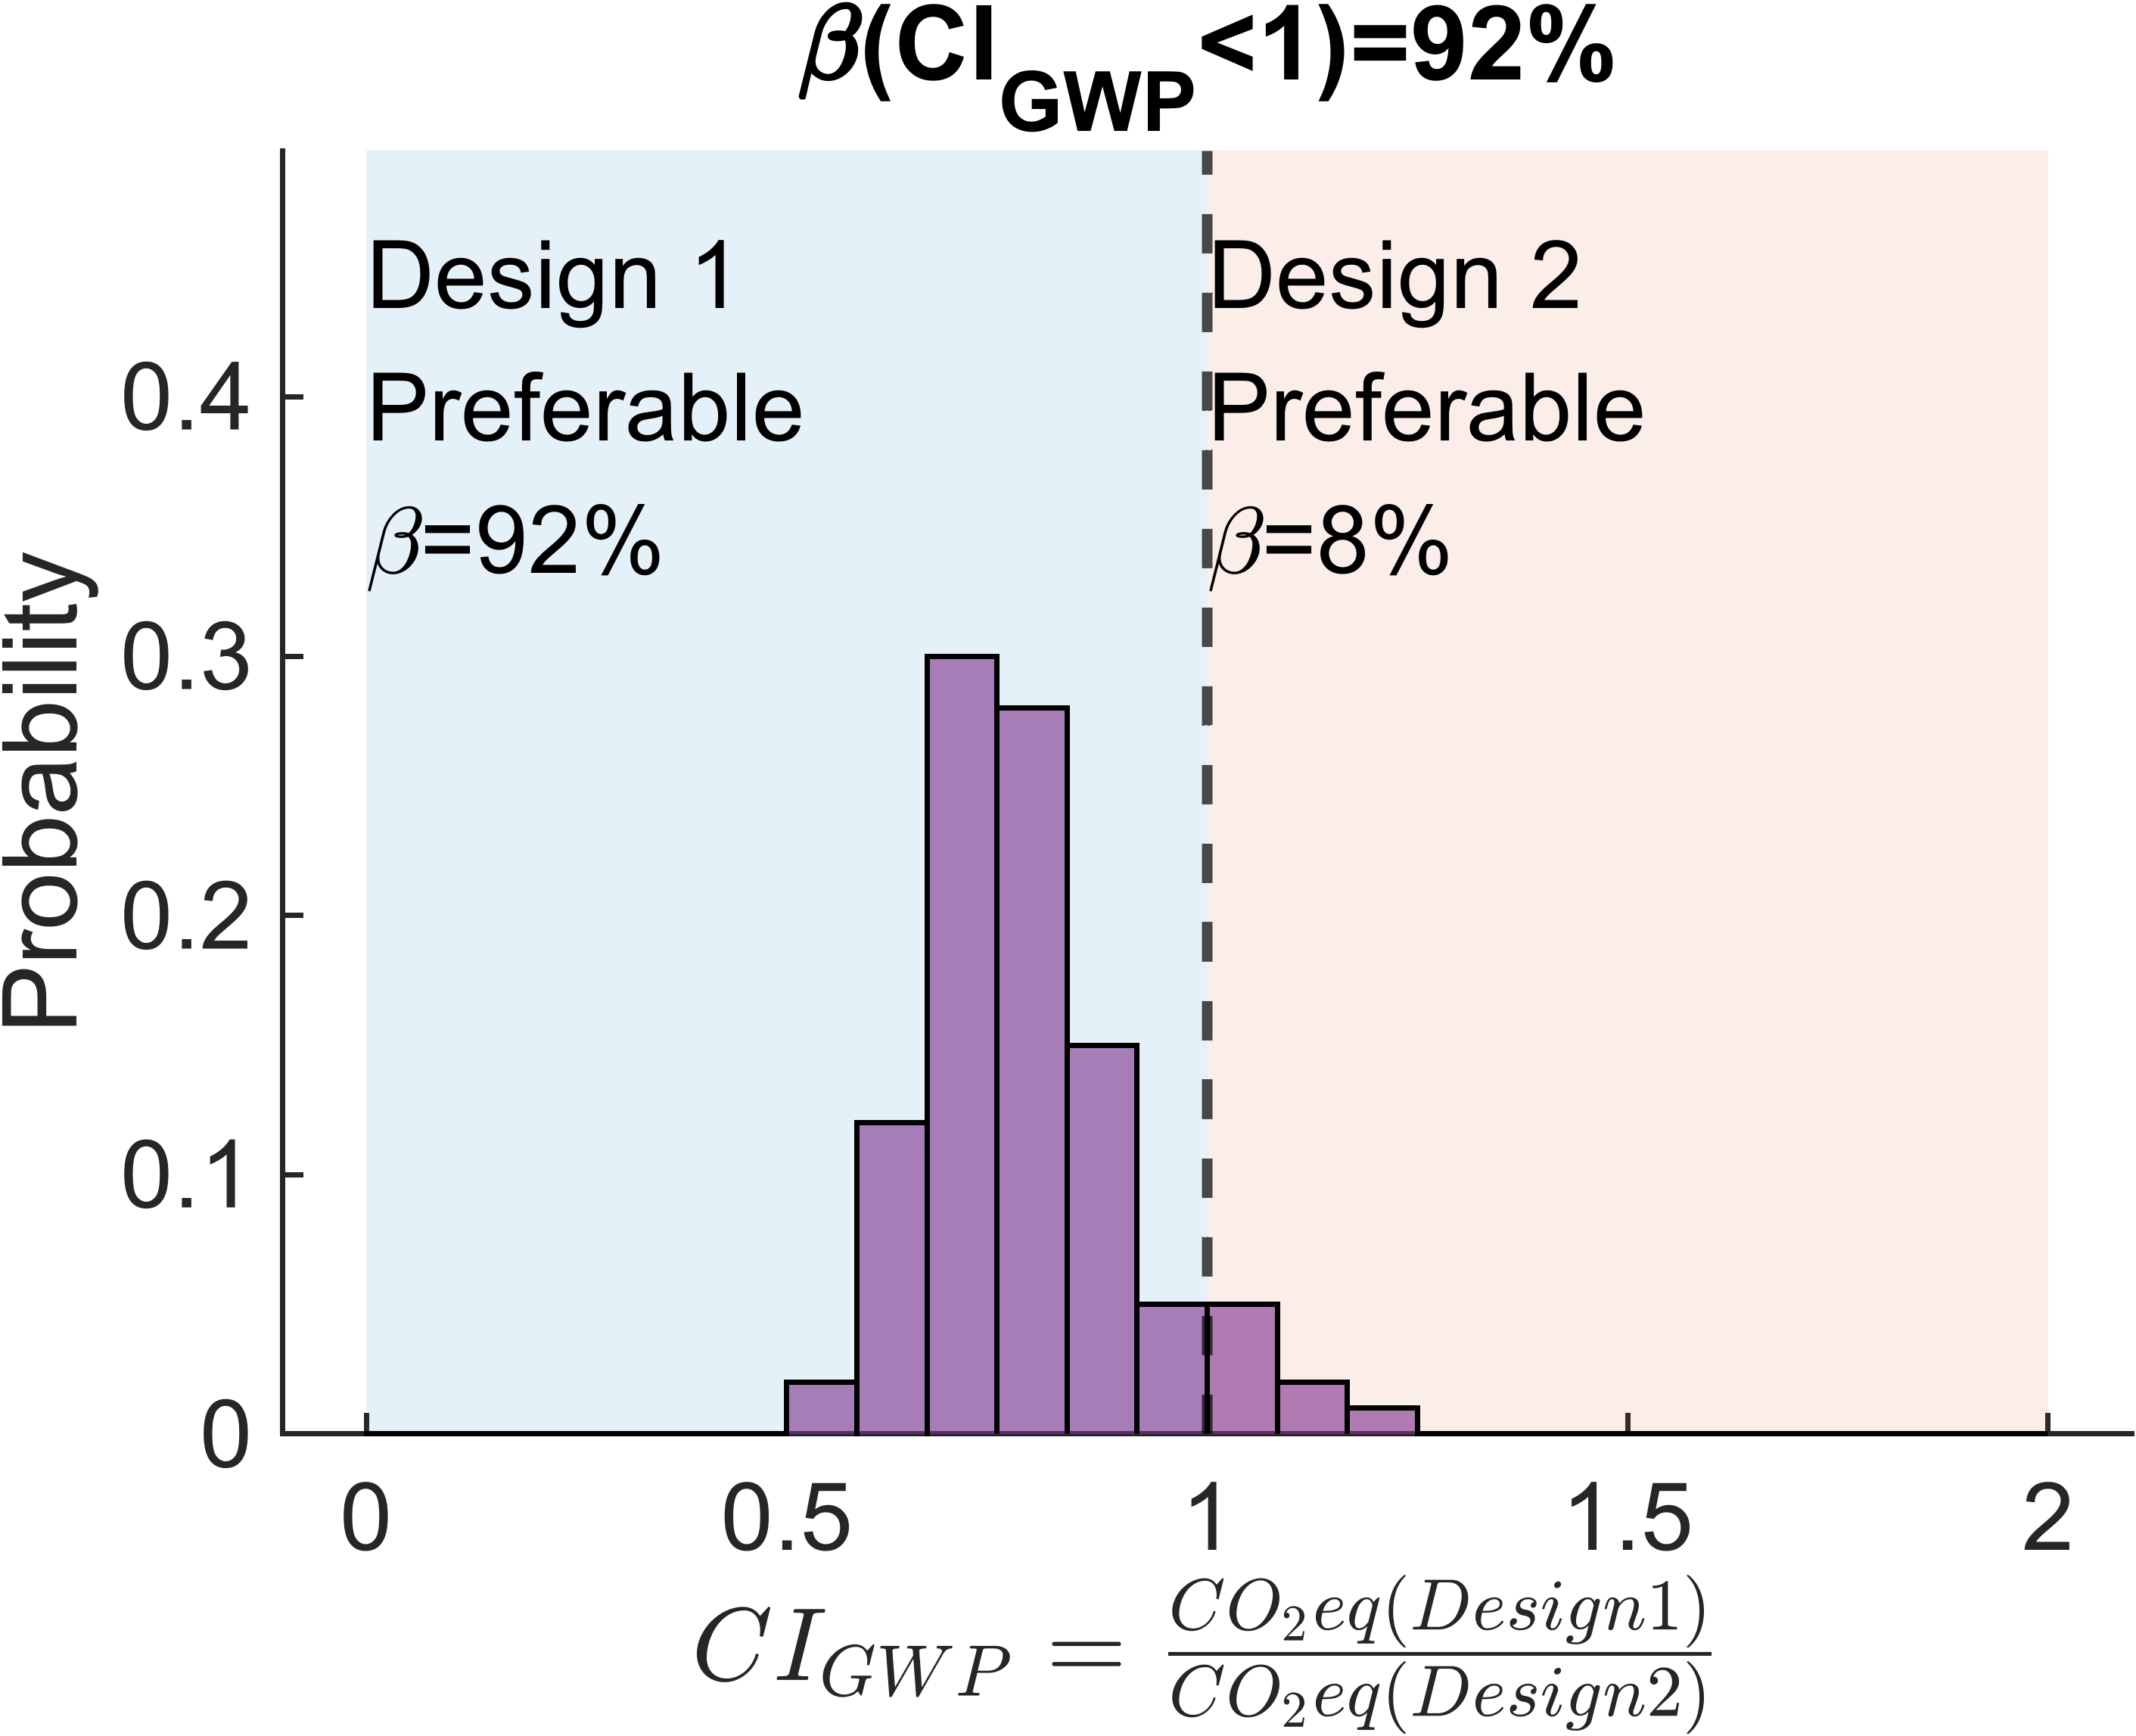 β(CI_GWP<1)=92%
Design 1
Preferable
β=92%
Design 2
Preferable
β=8%
Probability
0.4
0.3
0.2
0.1
0
0 0.5 1 1.5 2
CI_GWP = CO₂eq(Design1)
CO₂eq(Design2)